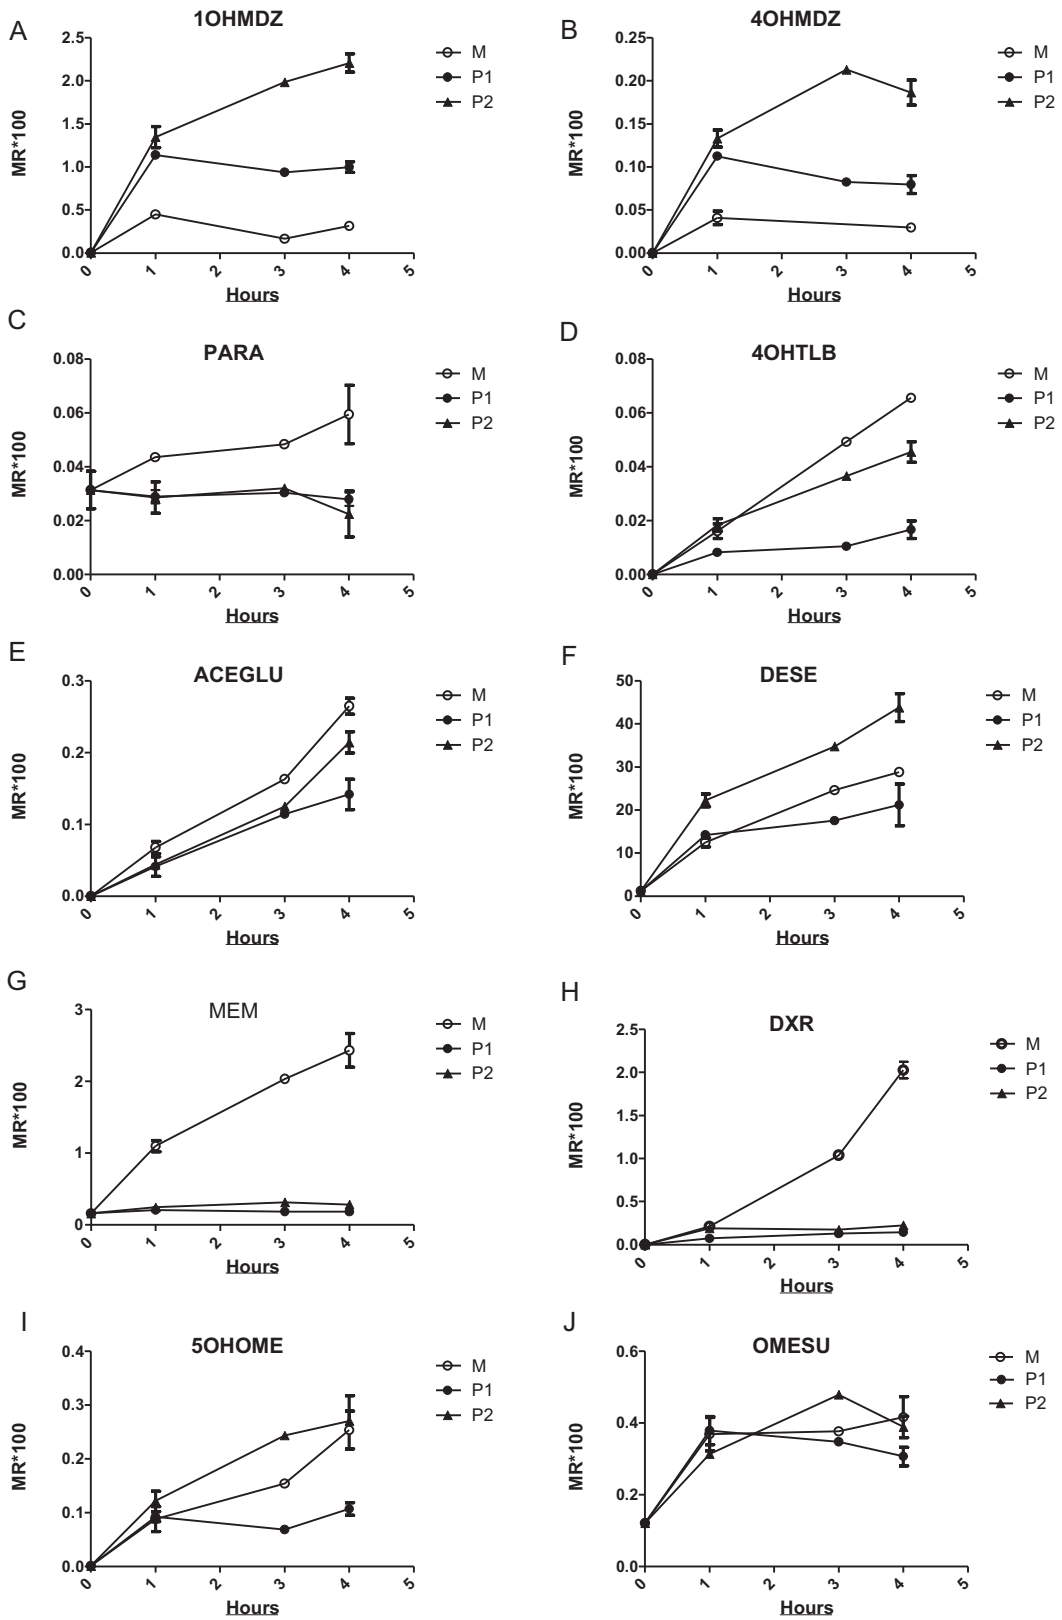 A
1OHMDZ
2.5
2.0
1.5
1.0
0.5
0.0
MR*100
0 1 2 3 4 5
Hours
M
P1
P2
B
4OHMDZ
0.25
0.20
0.15
0.10
0.05
0.00
MR*100
0 1 2 3 4 5
Hours
M
P1
P2
C
PARA
0.08
0.06
0.04
0.02
0.00
MR*100
0 1 2 3 4 5
Hours
M
P1
P2
D
4OHTLB
0.08
0.06
0.04
0.02
0.00
MR*100
0 1 2 3 4 5
Hours
M
P1
P2
E
ACEGLU
0.3
0.2
0.1
0.0
MR*100
0 1 2 3 4 5
Hours
M
P1
P2
F
DESE
50
40
30
20
10
0
MR*100
0 1 2 3 4 5
Hours
M
P1
P2
G
MEM
3
2
1
0
MR*100
0 1 2 3 4 5
Hours
M
P1
P2
H
DXR
2.5
2.0
1.5
1.0
0.5
0.0
MR*100
0 1 2 3 4 5
Hours
M
P1
P2
I
5OHOME
0.4
0.3
0.2
0.1
0.0
MR*100
0 1 2 3 4 5
Hours
M
P1
P2
J
OMESU
0.6
0.4
0.2
0.0
MR*100
0 1 2 3 4 5
Hours
M
P1
P2